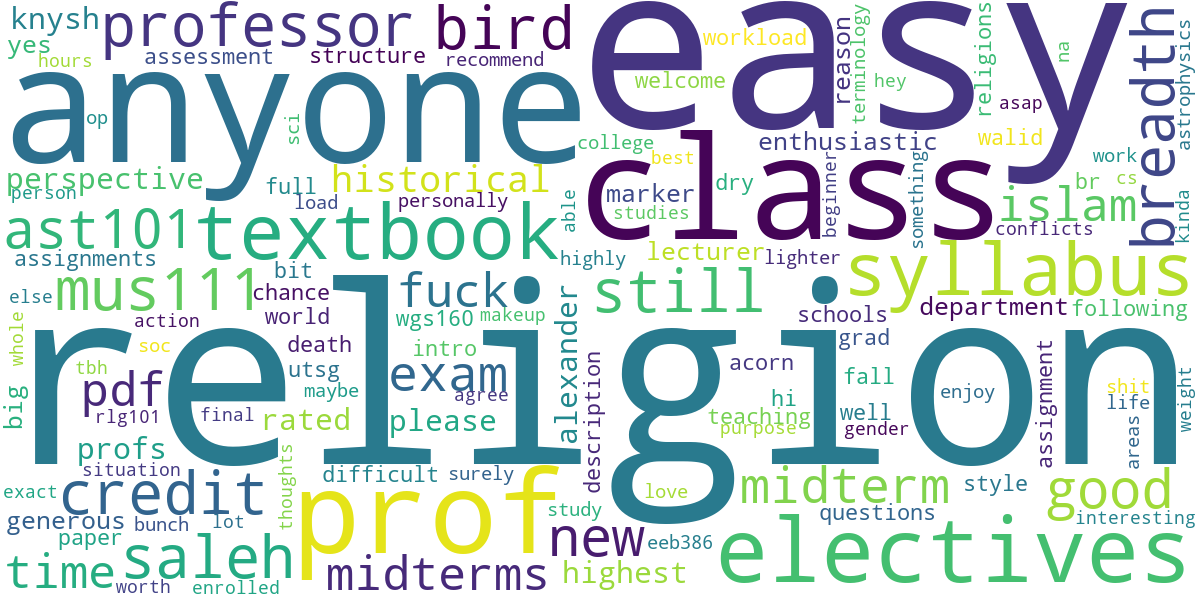 knysh
professor
bird
easy
yes
hours
assessment
structure
recommend
workload
welcome
reason
terminology
hey
religions
na
asap
breadth
astrophysics
anyone
op
sci
college
best
class
enthusiastic
walid
work
cs
kinda
perspective
person
full
load
historical
personally
able
marker
studies
dry
beginner
something
br
islam
conflicts
ast101
textbook
assignments
bit
highly
lecturer
lighter
syllabus
else
mus111
chance
world
fuck
wgs160
makeup
still
schools
department
following
whole
action
soc
death
intro
alexander
grad
religion
tbh
pdf
rlg101
utsg
maybe
exam
agree
description
acorn
fall
enjoy
shit
life
weight
big
final
rated
please
hi
well
teaching
purpose
gender
assignment
areas
profs
situation
thoughts
difficult
surely
exact
credit
prof
love
midterm
style
good
generous
bunch
lot
study
questions
interesting
paper
saleh
new
eeb386
electives
time
worth
enrolled
midterms
highest